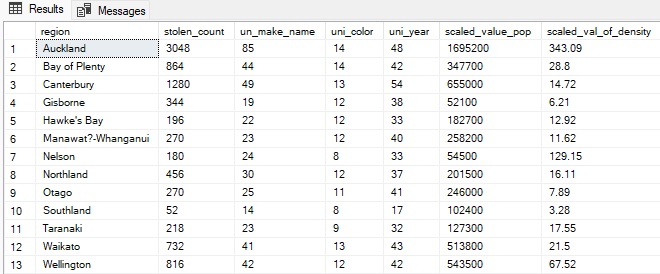 Results Messages
region stolen_count un_make_name uni_color uni_year scaled_value_pop scaled_val_of_density
1 Auckland 3048 85 14 48 1695200 343.09
2 Bay of Plenty 864 44 14 42 347700 28.8
3 Canterbury 1280 49 13 54 655000 14.72
4 Gisborne 344 19 12 38 52100 6.21
5 Hawke's Bay 196 22 12 33 182700 12.92
6 Manawat?-Whanganui 270 23 12 40 258200 11.62
7 Nelson 180 24 8 33 54500 129.15
8 Northland 456 30 12 37 201500 16.11
9 Otago 270 25 11 41 246000 7.89
10 Southland 52 14 8 17 102400 3.28
11 Taranaki 218 23 9 32 127300 17.55
12 Waikato 732 41 13 43 513800 21.5
13 Wellington 816 42 12 42 543500 67.52